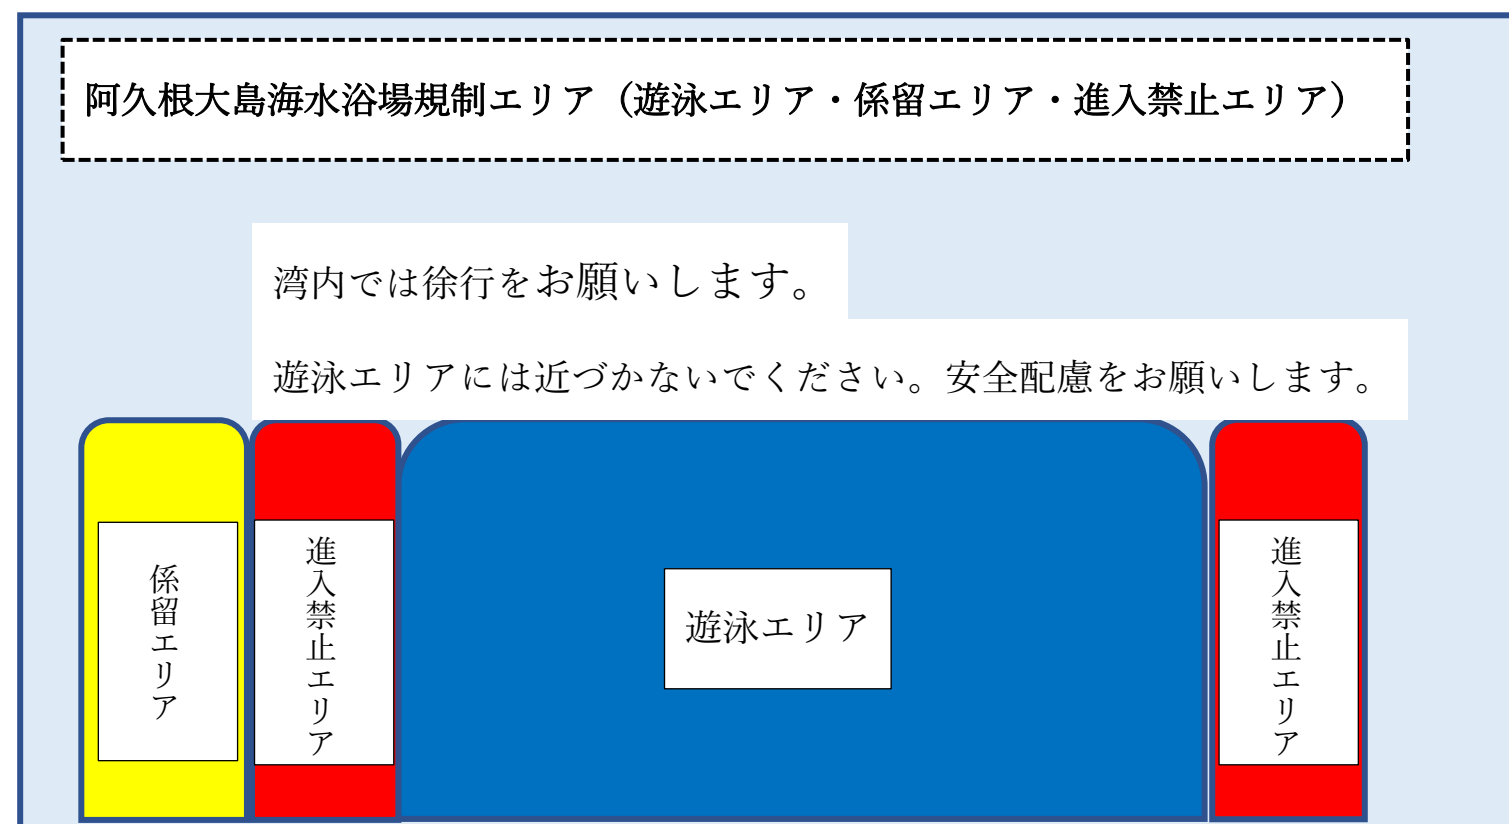 阿久根大島海水浴場規制エリア（遊泳エリア・係留エリア・進入禁止エリア）
湾内では徐行をお願いします。
遊泳エリアには近づかないでください。安全配慮をお願いします。
係留エリア
進入禁止エリア
遊泳エリア
進入禁止エリア